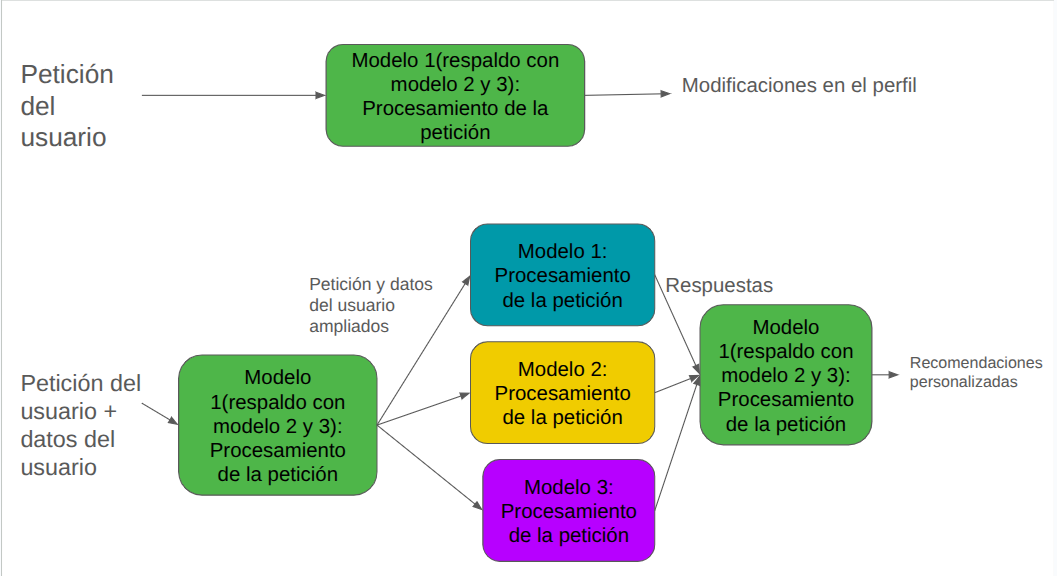 Petición
del
usuario
Modelo 1(respaldo con
modelo 2 y 3):
Procesamiento de la
petición
Modificaciones en el perfil
Petición del
usuario +
datos del
usuario
Modelo
1(respaldo con
modelo 2 y 3):
Procesamiento
de la petición
Petición y datos
del usuario
ampliados
Modelo 1:
Procesamiento
de la petición
Modelo 2:
Procesamiento
de la petición
Modelo 3:
Procesamiento
de la petición
Respuestas
Modelo
1(respaldo con
modelo 2 y 3):
Procesamiento
de la petición
Recomendaciones
personalizadas